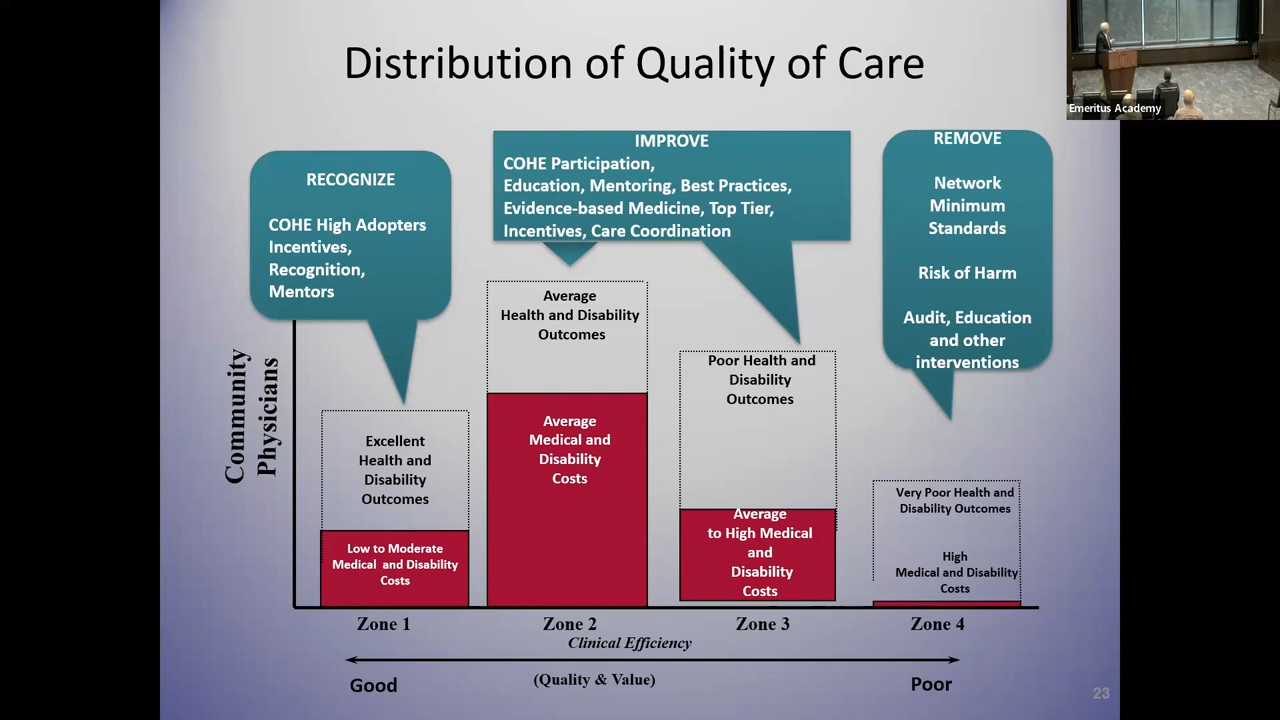 Distribution of Quality of Care
Emeritus Academy
RECOGNIZE
COHE High Adopters
Incentives,
Recognition,
Mentors
IMPROVE
COHE Participation,
Education, Mentoring, Best Practices,
Evidence-based Medicine, Top Tier,
Incentives, Care Coordination
REMOVE
Network
Minimum
Standards
Risk of Harm
Audit, Education
and other
interventions
Community
Physicians
Excellent
Health and
Disability
Outcomes
Low to Moderate
Medical and Disability
Costs
Average
Health and Disability
Outcomes
Average
Medical and
Disability
Costs
Poor Health and
Disability
Outcomes
Average
to High Medical
and
Disability
Costs
Very Poor Health and
Disability Outcomes
High
Medical and Disability
Costs
Zone 1
Zone 2
Zone 3
Zone 4
Clinical Efficiency
(Quality & Value)
Good
Poor
23